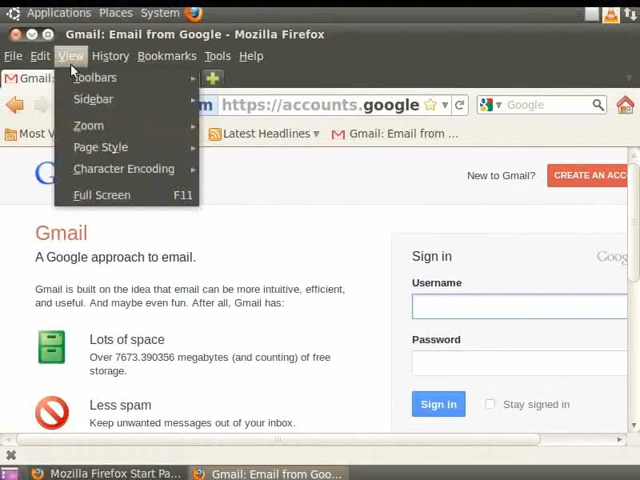 Applications Places System
Gmail: Email from Google - Mozilla Firefox
File Edit View History Bookmarks Tools Help
Gmail:
Toolbars
Sidebar
Zoom
Page Style
Character Encoding
Full Screen F11
https://accounts.google
Google
Most V
Latest Headlines
Gmail: Email from ...
G
New to Gmail?
CREATE AN ACCO
Gmail
A Google approach to email.
Gmail is built on the idea that email can be more intuitive, efficient,
and useful. And maybe even fun. After all, Gmail has:
Lots of space
Over 7673.390356 megabytes (and counting) of free
storage.
Less spam
Keep unwanted messages out of your inbox.
Sign in
Goog
Username
Password
Sign in
Stay signed in
Mozilla Firefox Start Pa...
Gmail: Email from Goo...